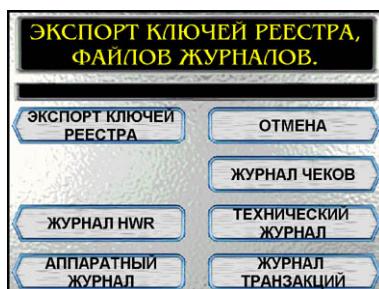 ЭКСПОРТ КЛЮЧЕЙ РЕЕСТРА,
ФАЙЛОВ ЖУРНАЛОВ.
ЭКСПОРТ КЛЮЧЕЙ
РЕЕСТРА
ОТМЕНА
ЖУРНАЛ ЧЕКОВ
ЖУРНАЛ HWR
ТЕХНИЧЕСКИЙ
ЖУРНАЛ
АППАРАТНЫЙ
ЖУРНАЛ
ЖУРНАЛ
ТРАНЗАКЦИЙ